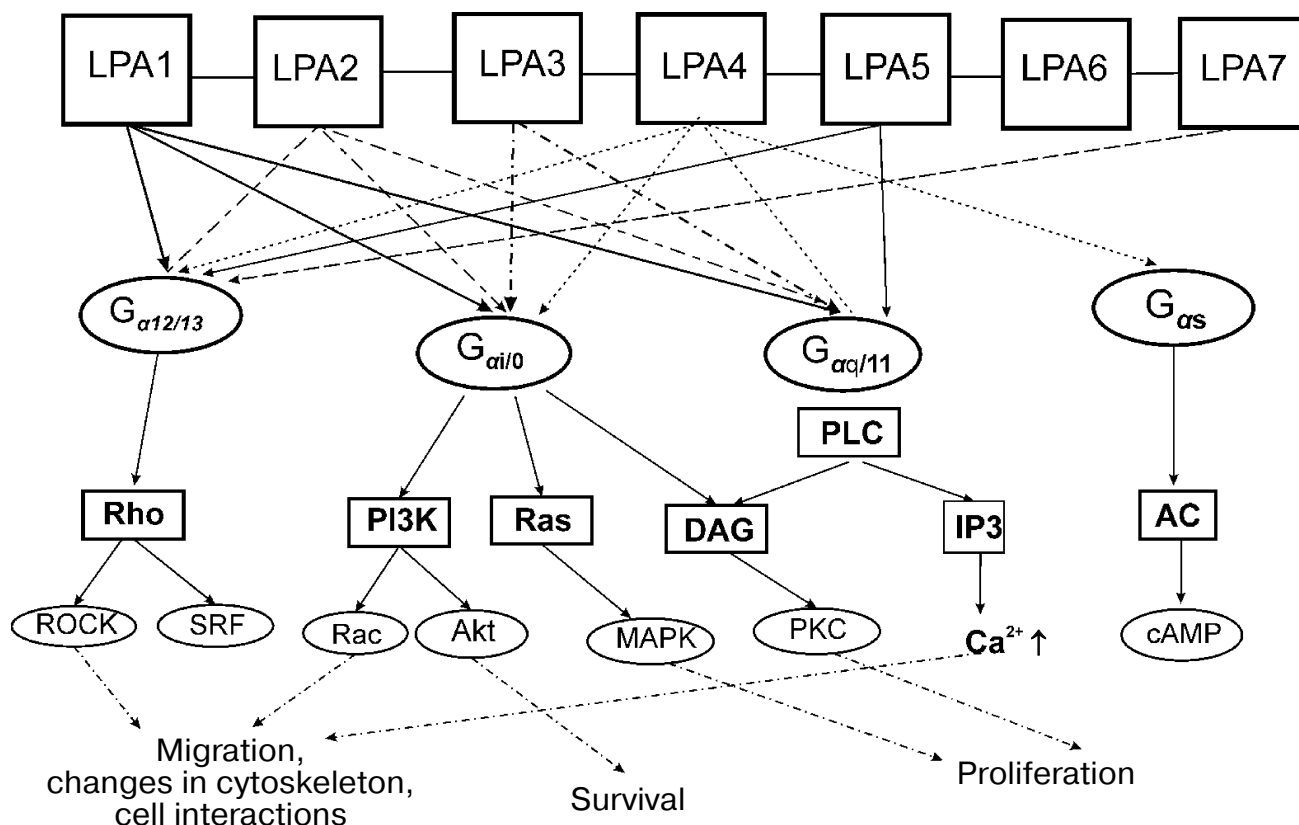 LPA1 LPA2 LPA3 LPA4 LPA5 LPA6 LPA7
Gα12/13
Gαi/0
Gαq/11
Gαs
PLC
Rho
PI3K
Ras
DAG
IP3
AC
ROCK
SRF
Rac
Akt
MAPK
PKC
Ca²⁺ ↑
cAMP
Migration,
changes in cytoskeleton,
cell interactions
Survival
Proliferation